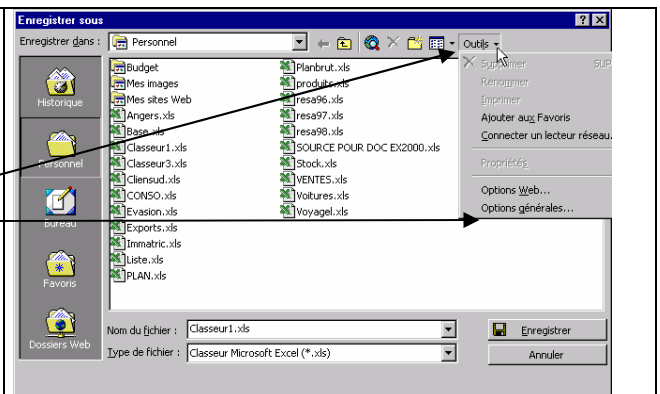 Enregistrer sous
Enregistrer dans :
Personnel
Outils
Historique
Personnel
Bureau
Favoris
Dossiers Web
Budget
Mes images
Mes sites Web
Angers.xls
Base.xls
Classeur1.xls
Classeur3.xls
Cliensud.xls
CONSO.xls
Evasion.xls
Exports.xls
Immatric.xls
Liste.xls
PLAN.xls
Planbrut.xls
produits.xls
resa96.xls
resa97.xls
resa98.xls
SOURCE POUR DOC EX2000.xls
Stock.xls
VENTES.xls
Voitures.xls
Voyagel.xls
Supprimer SUP
Renommer
Imprimer
Ajouter aux Favoris
Connecter un lecteur réseau.
Propriétés
Options Web...
Options générales...
Nom du fichier :
Classeur1.xls
Enregistrer
Type de fichier :
Classeur Microsoft Excel (*.xls)
Annuler